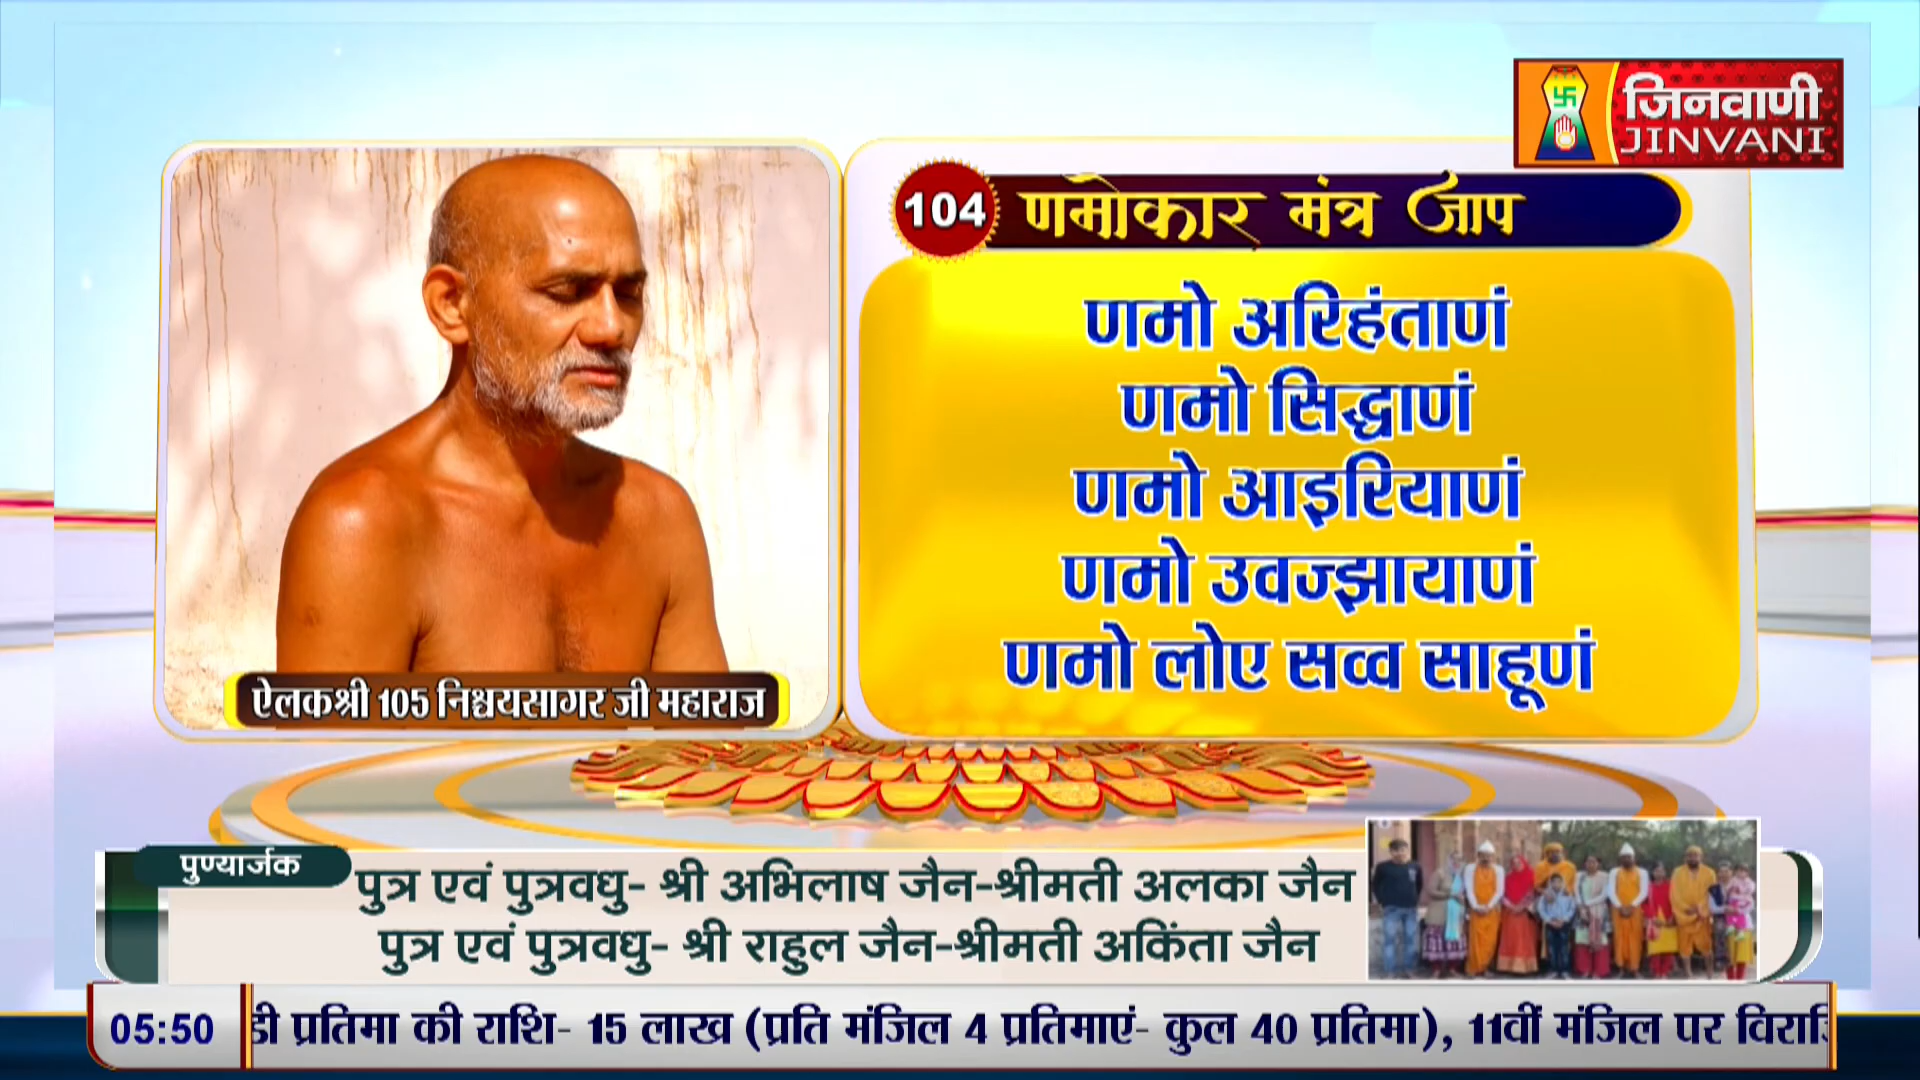 जिनवाणी
JINVANI
104 णमोकार मंत्र जाप
णमो अरिहंताणं
णमो सिद्धाणं
णमो आइरियाणं
णमो उवज्झायाणं
णमो लोए सव्व साहूणं
ऐलकश्री 105 निश्चयसागर जी महाराज
पुण्यार्जक
पुत्र एवं पुत्रवधु- श्री अभिलाष जैन-श्रीमती अलका जैन
पुत्र एवं पुत्रवधु- श्री राहुल जैन-श्रीमती अकिंता जैन
05:50 प्रतिमा की राशि- 15 लाख (प्रति मंजिल 4 प्रतिमाएं- कुल 40 प्रतिमा), 11वीं मंजिल पर